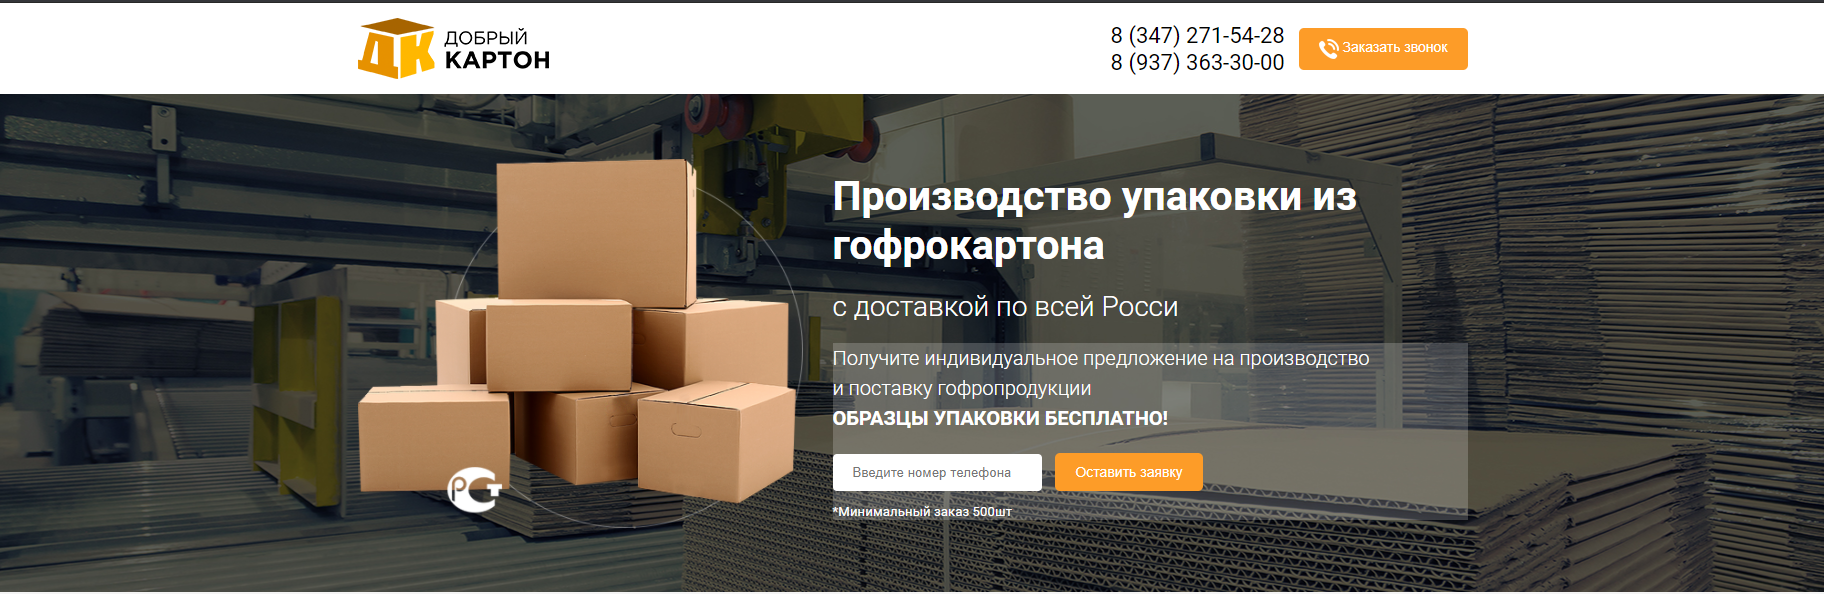 ДК
ДОБРЫЙ
КАРТОН
8 (347) 271-54-28
8 (937) 363-30-00
Заказать звонок
Производство упаковки из
гофрокартона
с доставкой по всей Росси
Получите индивидуальное предложение на производство
и поставку гофропродукции
ОБРАЗЦЫ УПАКОВКИ БЕСПЛАТНО!
Введите номер телефона
Оставить заявку
*Минимальный заказ 500шт
РСТ